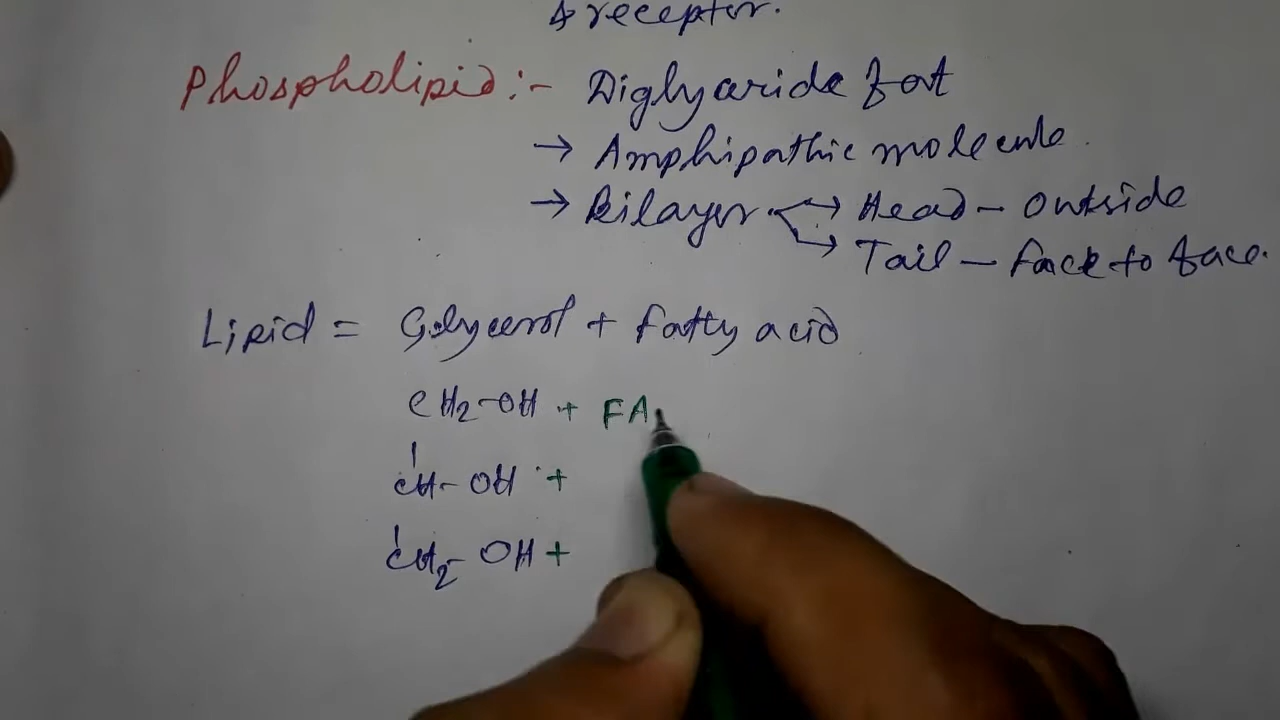 & receptor.
Phospholipid :- Diglyceride fat
→ Amphipathic molecule.
→ Bilayer → Head - Outside
→ Tail - Face to face.
Lipid = Glycerol + Fatty acid
CH2-OH + FA
CH-OH +
CH2-OH +